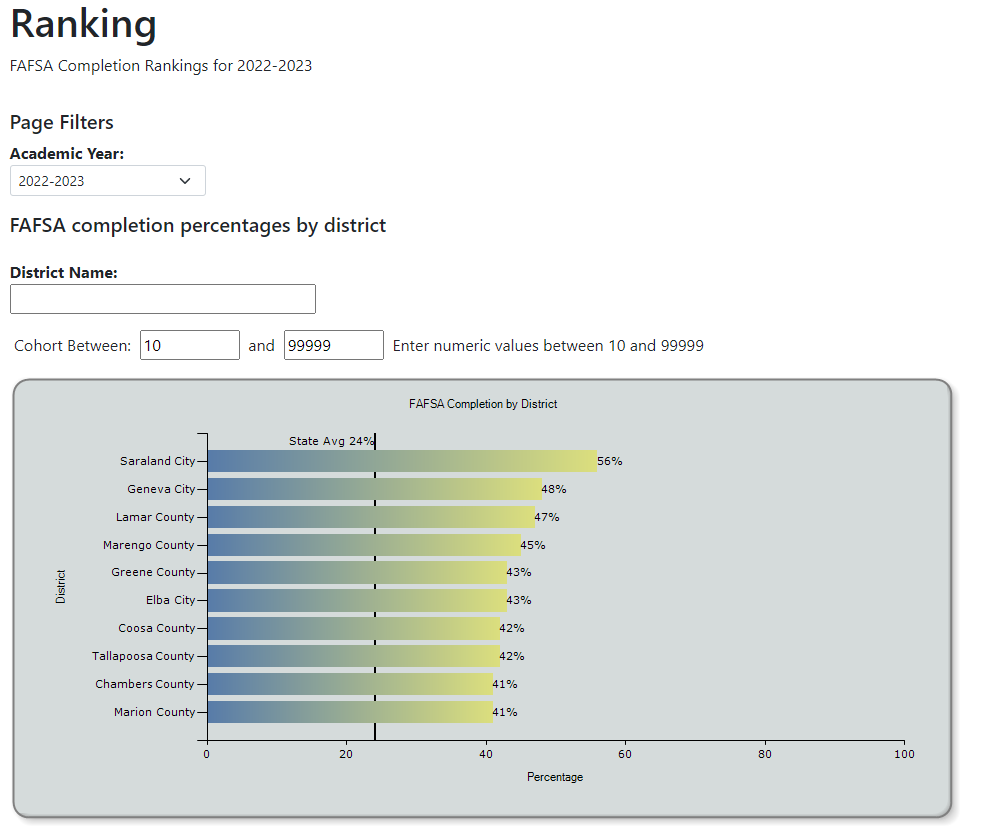 Ranking
FAFSA Completion Rankings for 2022-2023
Page Filters
Academic Year:
2022-2023
FAFSA completion percentages by district
District Name:
Cohort Between: 10 and 99999 Enter numeric values between 10 and 99999
FAFSA Completion by District
State Avg 24%
Saraland City 56%
Geneva City 48%
Lamar County 47%
Marengo County 45%
Greene County 43%
Elba City 43%
Coosa County 42%
Tallapoosa County 42%
Chambers County 41%
Marion County 41%
District
0 20 40 60 80 100
Percentage